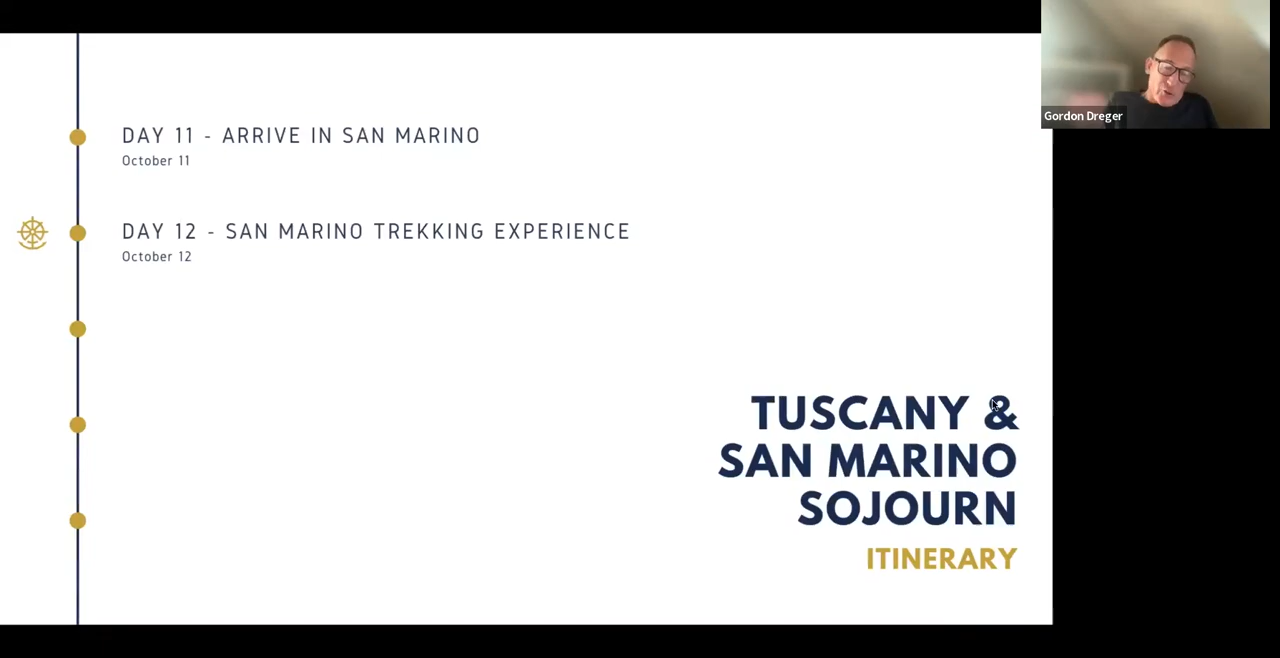 DAY 11 - ARRIVE IN SAN MARINO
October 11
DAY 12 - SAN MARINO TREKKING EXPERIENCE
October 12
TUSCANY &
SAN MARINO
SOJOURN
ITINERARY
Gordon Dreger